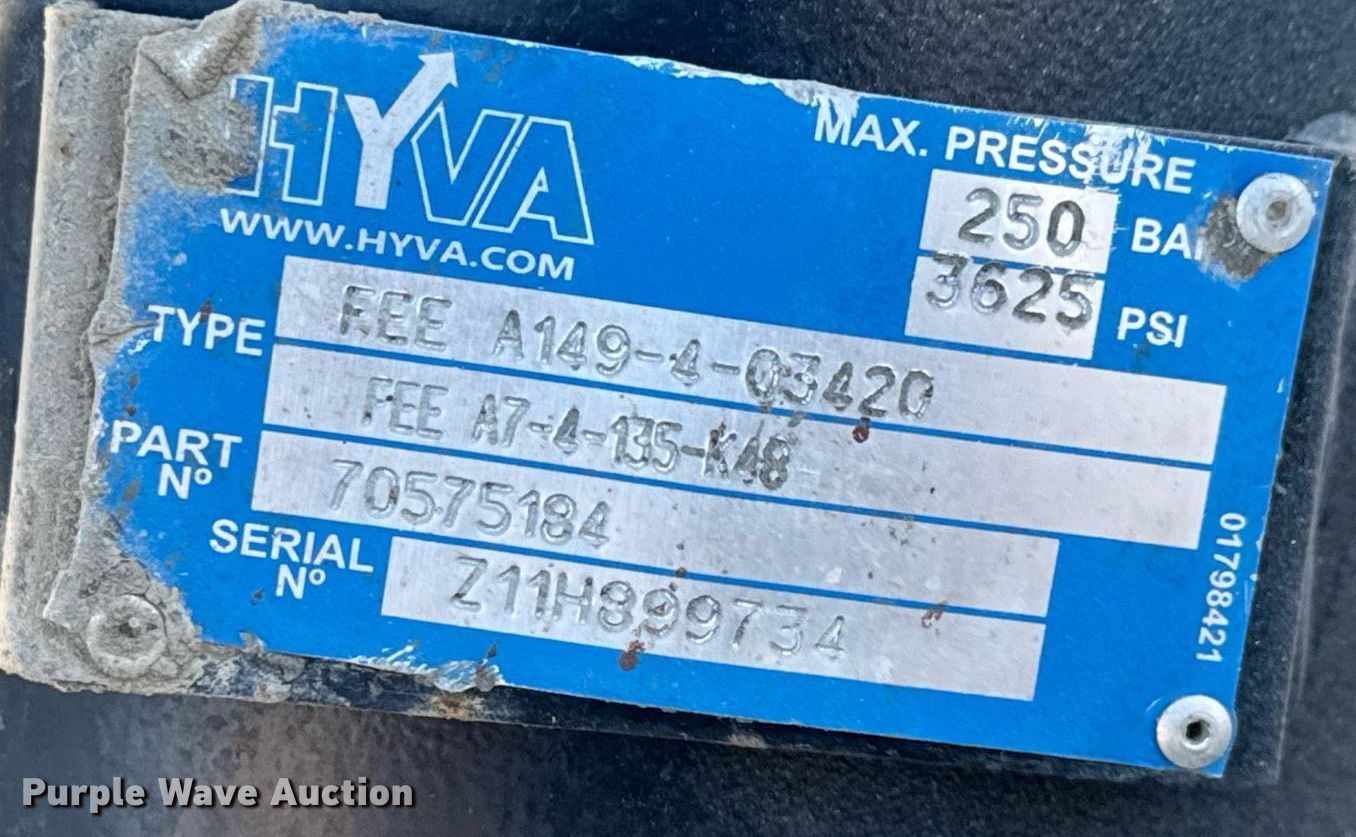 HYVA
WWW.HYVA.COM
MAX. PRESSURE
250 BAR
3625 PSI
TYPE FEE A149-4-03420
FEE A7-4-135-K48
PART Nº 70575184
SERIAL Nº Z11H899734
01798421
Purple Wave Auction